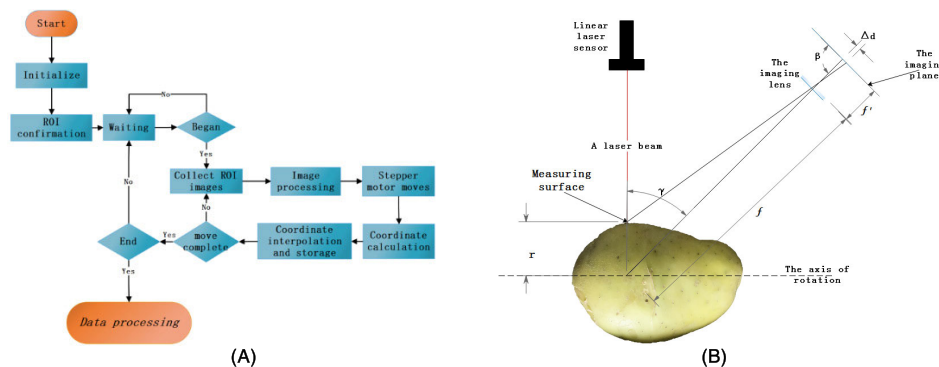 Start
Initialize
ROI
confirmation
Waiting
No
Began
Yes
Collect ROI
images
Image
processing
Stepper
motor moves
Coordinate
calculation
Coordinate
interpolation
and storage
No
move
complete
Yes
End
No
Yes
Data processing
(A)
Linear
laser
sensor
Δd
β
The
imaging
lens
The
imagin
plane
f'
A laser beam
Measuring
surface
γ
f
r
The axis of
rotation
(B)